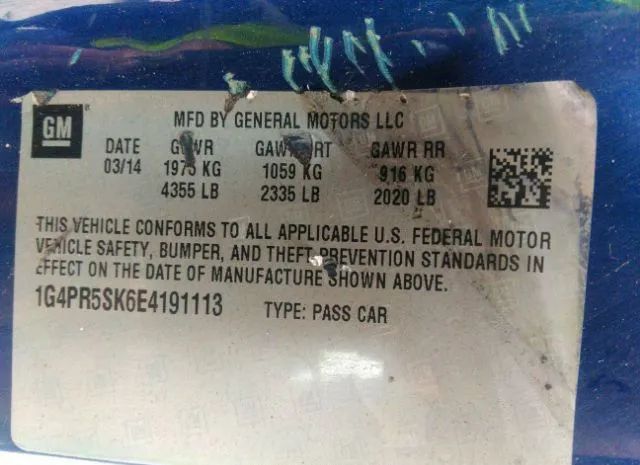 GM
®
MFD BY GENERAL MOTORS LLC
DATE GVWR GAWR FRT GAWR RR
03/14 1975 KG 1059 KG 916 KG
4355 LB 2335 LB 2020 LB
THIS VEHICLE CONFORMS TO ALL APPLICABLE U.S. FEDERAL MOTOR
VEHICLE SAFETY, BUMPER, AND THEFT PREVENTION STANDARDS IN
EFFECT ON THE DATE OF MANUFACTURE SHOWN ABOVE.
1G4PR5SK6E4191113 TYPE: PASS CAR